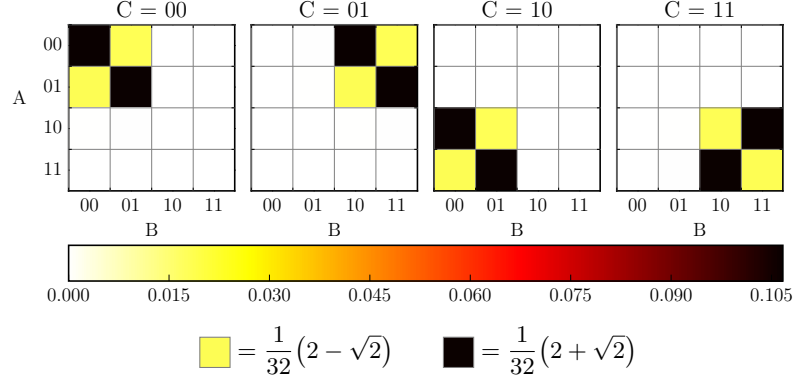 C = 00 C = 01 C = 10 C = 11
00
01
A
10
11
00 01 10 11 00 01 10 11 00 01 10 11 00 01 10 11
B B B B
0.000 0.015 0.030 0.045 0.060 0.075 0.090 0.105
= 1/32 (2 − √2) = 1/32 (2 + √2)